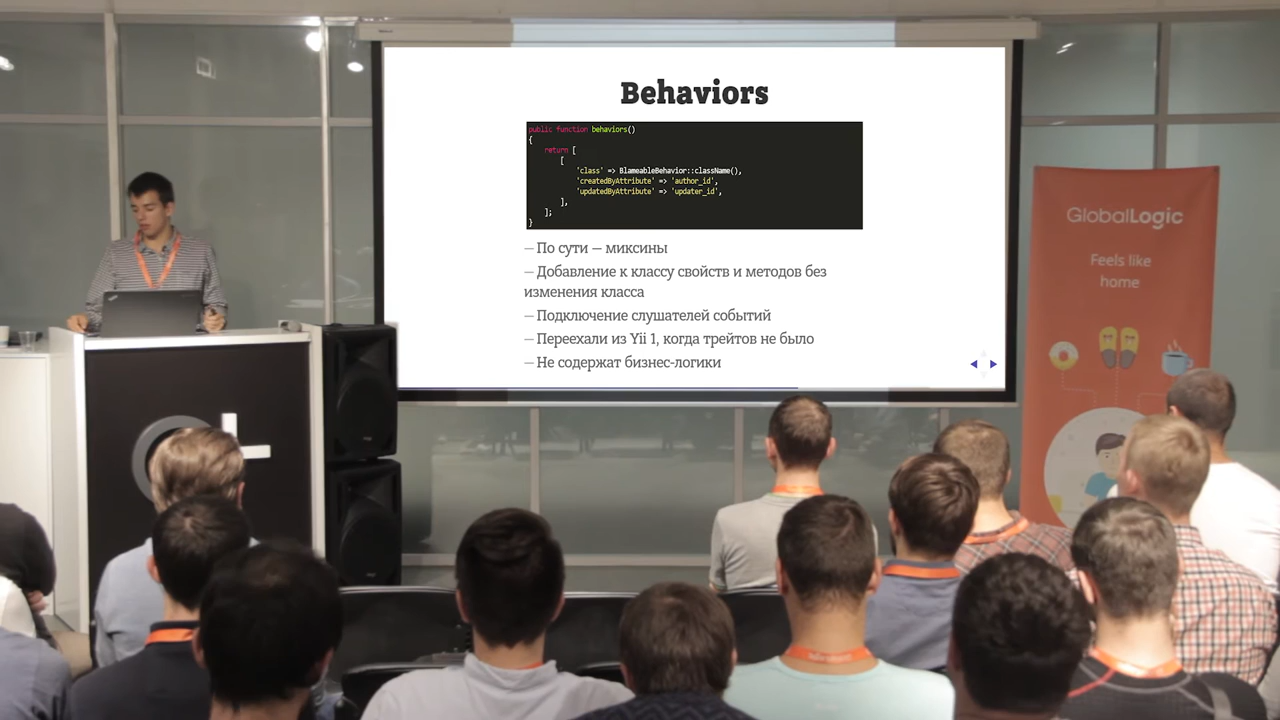 Behaviors
public function behaviors()
{
return [
[
'class' => BlameableBehavior::className(),
'createdByAttribute' => 'author_id',
'updatedByAttribute' => 'updater_id',
],
];
}
— По сути — миксины
— Добавление к классу свойств и методов без
изменения класса
— Подключение слушателей событий
— Переехали из Yii 1, когда трейтов не было
— Не содержат бизнес-логики
GlobalLogic
Feels like
home